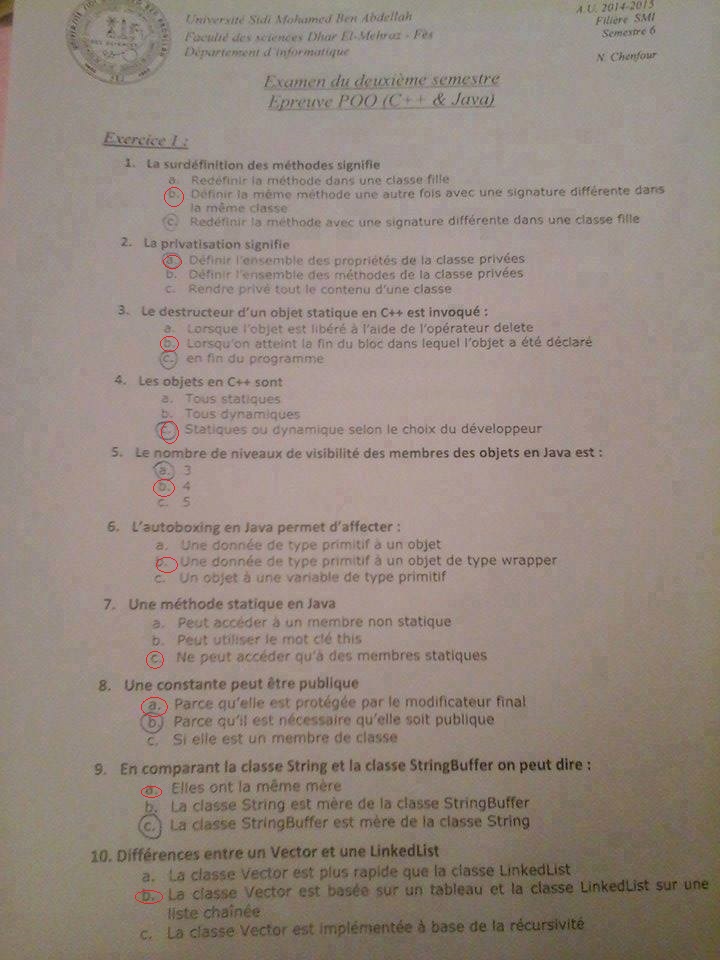 Université Sidi Mohamed Ben Abdellah
Faculté des sciences Dhar El-Mehraz - Fès
Département d'informatique
A.U. 2014-2015
Filière SMI
Semestre 6
N. Chenfour
Examen du deuxième semestre
Epreuve POO (C++ & Java)
Exercice 1 :
1. La surdéfinition des méthodes signifie
a. Redéfinir la méthode dans une classe fille
b. Définir la même méthode une autre fois avec une signature différente dans
la même classe
c. Redéfinir la méthode avec une signature différente dans une classe fille
2. La privatisation signifie
a. Définir l'ensemble des propriétés de la classe privées
b. Définir l'ensemble des méthodes de la classe privées
c. Rendre privé tout le contenu d'une classe
3. Le destructeur d'un objet statique en C++ est invoqué :
a. Lorsque l'objet est libéré à l'aide de l'opérateur delete
b. Lorsqu'on atteint la fin du bloc dans lequel l'objet a été déclaré
c. en fin du programme
4. Les objets en C++ sont
a. Tous statiques
b. Tous dynamiques
c. Statiques ou dynamique selon le choix du développeur
5. Le nombre de niveaux de visibilité des membres des objets en Java est :
a. 3
b. 4
c. 5
6. L'autoboxing en Java permet d'affecter :
a. Une donnée de type primitif à un objet
b. Une donnée de type primitif à un objet de type wrapper
c. Un objet à une variable de type primitif
7. Une méthode statique en Java
a. Peut accéder à un membre non statique
b. Peut utiliser le mot clé this
c. Ne peut accéder qu'à des membres statiques
8. Une constante peut être publique
a. Parce qu'elle est protégée par le modificateur final
b. Parce qu'il est nécessaire qu'elle soit publique
c. Si elle est un membre de classe
9. En comparant la classe String et la classe StringBuffer on peut dire :
a. Elles ont la même mère
b. La classe String est mère de la classe StringBuffer
c. La classe StringBuffer est mère de la classe String
10. Différences entre un Vector et une LinkedList
a. La classe Vector est plus rapide que la classe LinkedList
b. La classe Vector est basée sur un tableau et la classe LinkedList sur une
liste chaînée
c. La classe Vector est implémentée à base de la récursivité